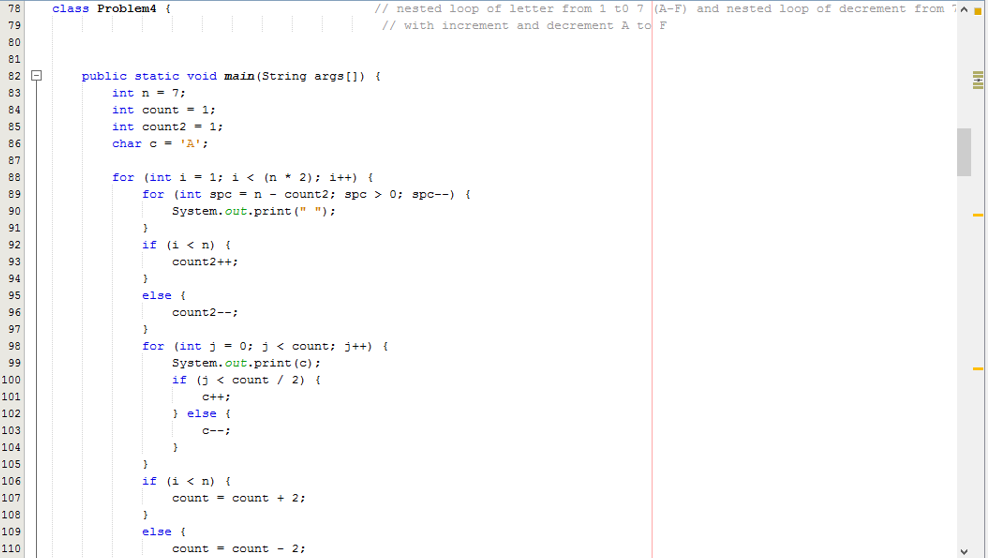 78 class Problem4 { // nested loop of letter from 1 t0 7 (A-F) and nested loop of decrement from
79 // with increment and decrement A to F
80
81
82 public static void main(String args[]) {
83 int n = 7;
84 int count = 1;
85 int count2 = 1;
86 char c = 'A';
87
88 for (int i = 1; i < (n * 2); i++) {
89 for (int spc = n - count2; spc > 0; spc--) {
90 System.out.print(" ");
91 }
92 if (i < n) {
93 count2++;
94 }
95 else {
96 count2--;
97 }
98 for (int j = 0; j < count; j++) {
99 System.out.print(c);
100 if (j < count / 2) {
101 c++;
102 } else {
103 c--;
104 }
105 }
106 if (i < n) {
107 count = count + 2;
108 }
109 else {
110 count = count - 2;